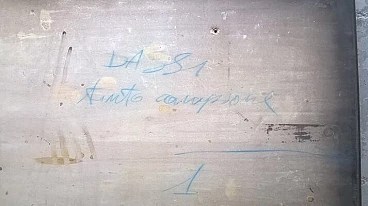 DA 581
tinta campione
1